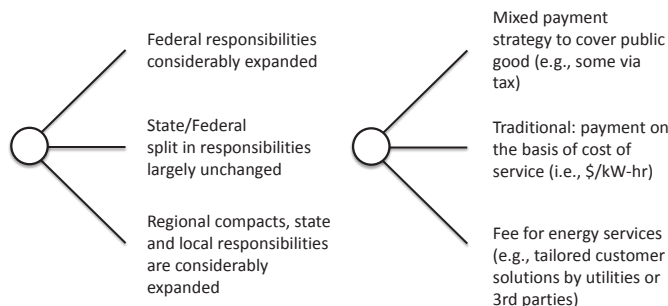 Federal responsibilities
considerably expanded
State/Federal
split in responsibilities
largely unchanged
Regional compacts, state
and local responsibilities
are considerably
expanded
Mixed payment
strategy to cover public
good (e.g., some via
tax)
Traditional: payment on
the basis of cost of
service (i.e., $/kW-hr)
Fee for energy services
(e.g., tailored customer
solutions by utilities or
3rd parties)